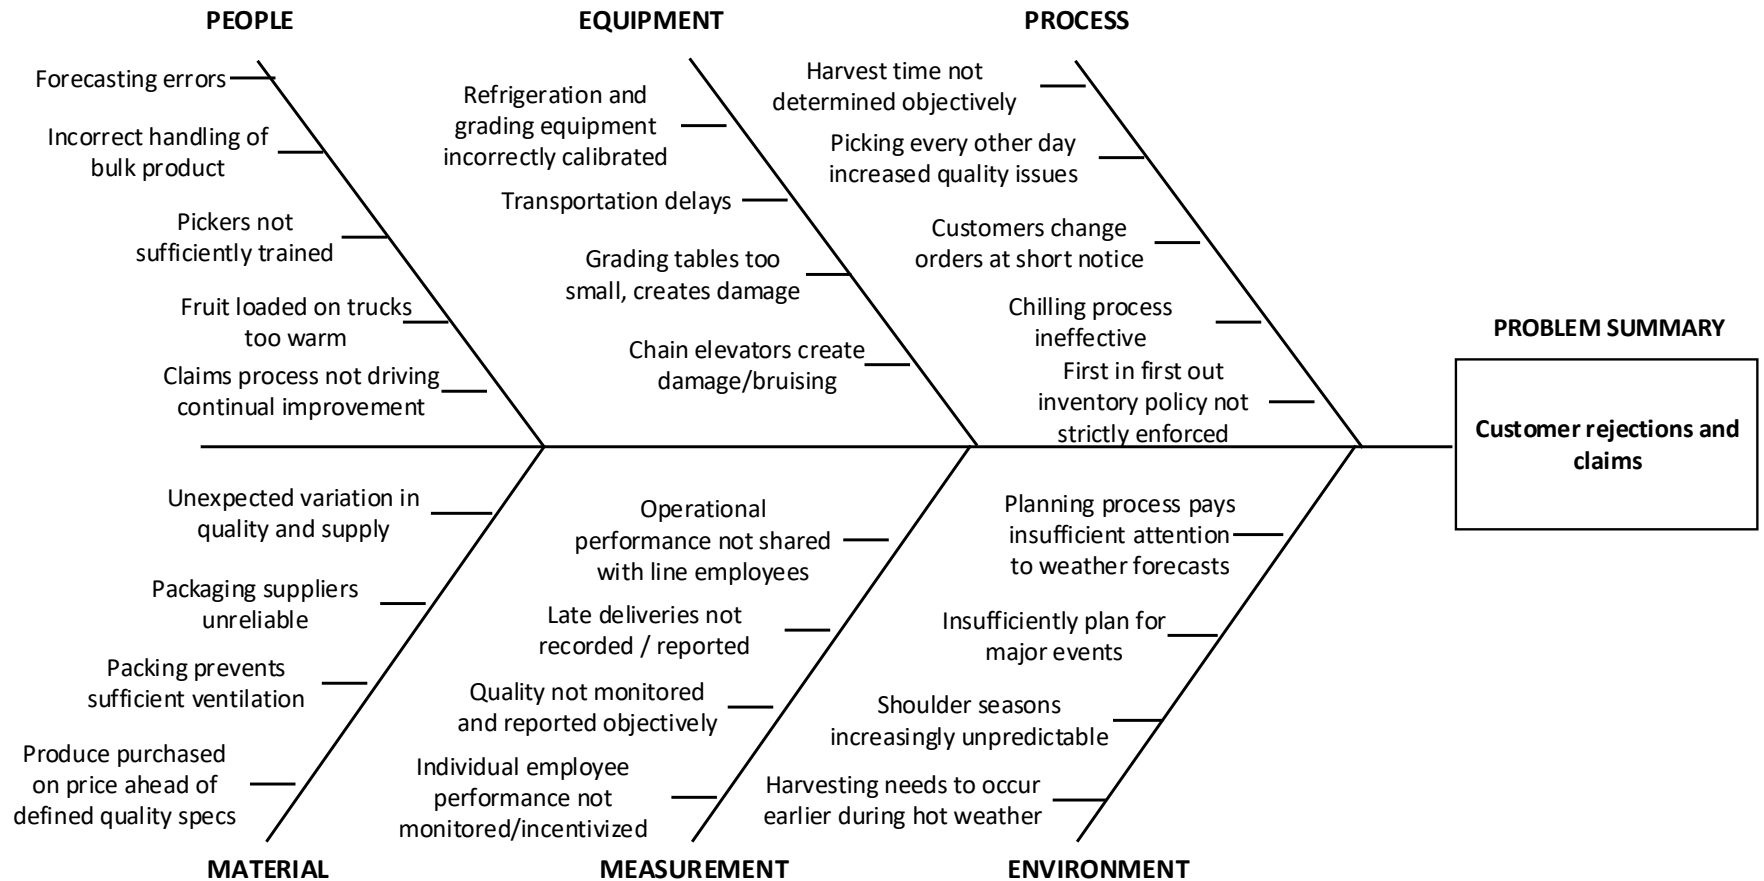 PEOPLE
EQUIPMENT
PROCESS
Forecasting errors
Incorrect handling of
bulk product
Pickers not
sufficiently trained
Fruit loaded on trucks
too warm
Claims process not driving
continual improvement
Refrigeration and
grading equipment
incorrectly calibrated
Transportation delays
Grading tables too
small, creates damage
Chain elevators create
damage/bruising
Harvest time not
determined objectively
Picking every other day
increased quality issues
Customers change
orders at short notice
Chilling process
ineffective
First in first out
inventory policy not
strictly enforced
PROBLEM SUMMARY
Customer rejections and
claims
Unexpected variation in
quality and supply
Packaging suppliers
unreliable
Packing prevents
sufficient ventilation
Produce purchased
on price ahead of
defined quality specs
Operational
performance not shared
with line employees
Late deliveries not
recorded / reported
Quality not monitored
and reported objectively
Individual employee
performance not
monitored/incentivized
Planning process pays
insufficient attention
to weather forecasts
Insufficiently plan for
major events
Shoulder seasons
increasingly unpredictable
Harvesting needs to occur
earlier during hot weather
MATERIAL
MEASUREMENT
ENVIRONMENT